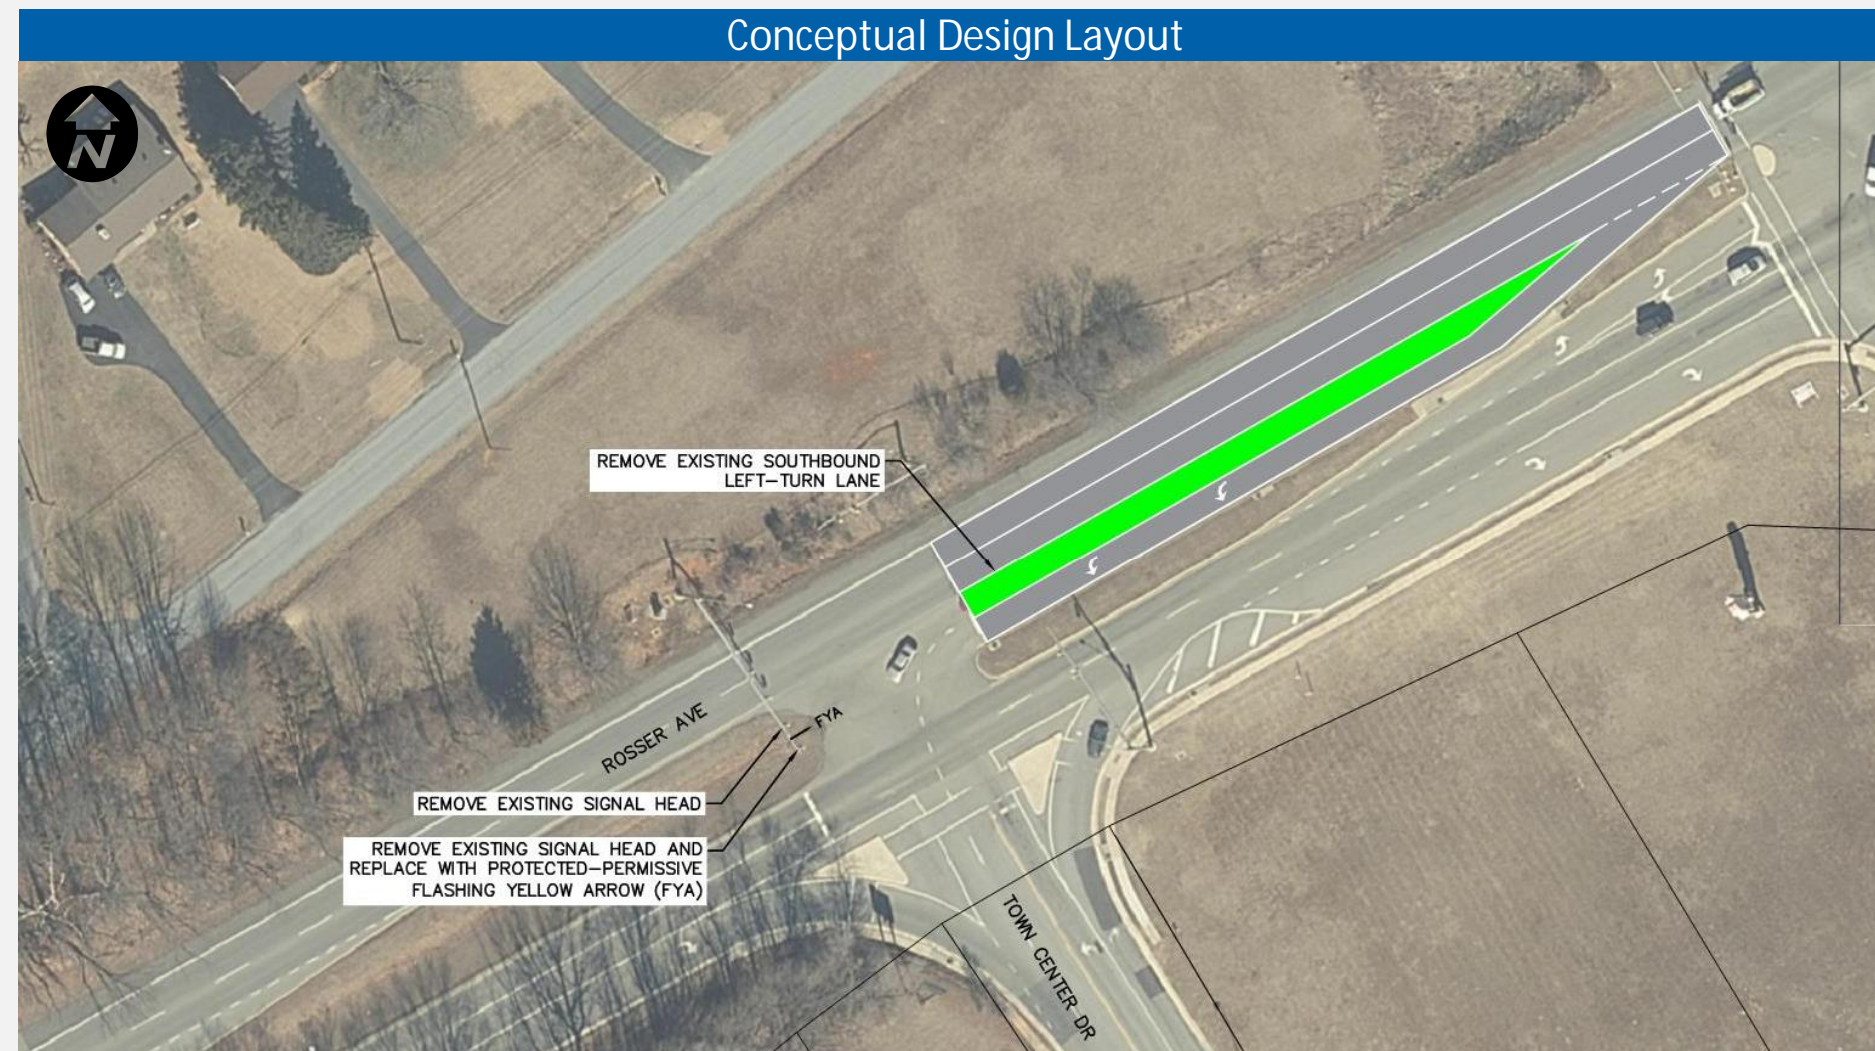 Conceptual Design Layout
N
REMOVE EXISTING SOUTHBOUND
LEFT-TURN LANE
FYA
ROSSER AVE
REMOVE EXISTING SIGNAL HEAD
REMOVE EXISTING SIGNAL HEAD AND
REPLACE WITH PROTECTED-PERMISSIVE
FLASHING YELLOW ARROW (FYA)
TOWN CENTER DR